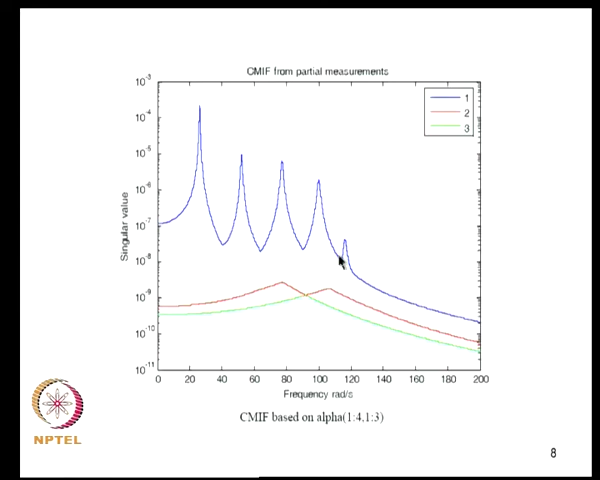 CMIF from partial measurements
10^-3
10^-4
10^-5
10^-6
10^-7
10^-8
10^-9
10^-10
10^-11
Singular value
1
2
3
0 20 40 60 80 100 120 140 160 180 200
Frequency rad/s
CMIF based on alpha(1:4,1:3)
NPTEL
8